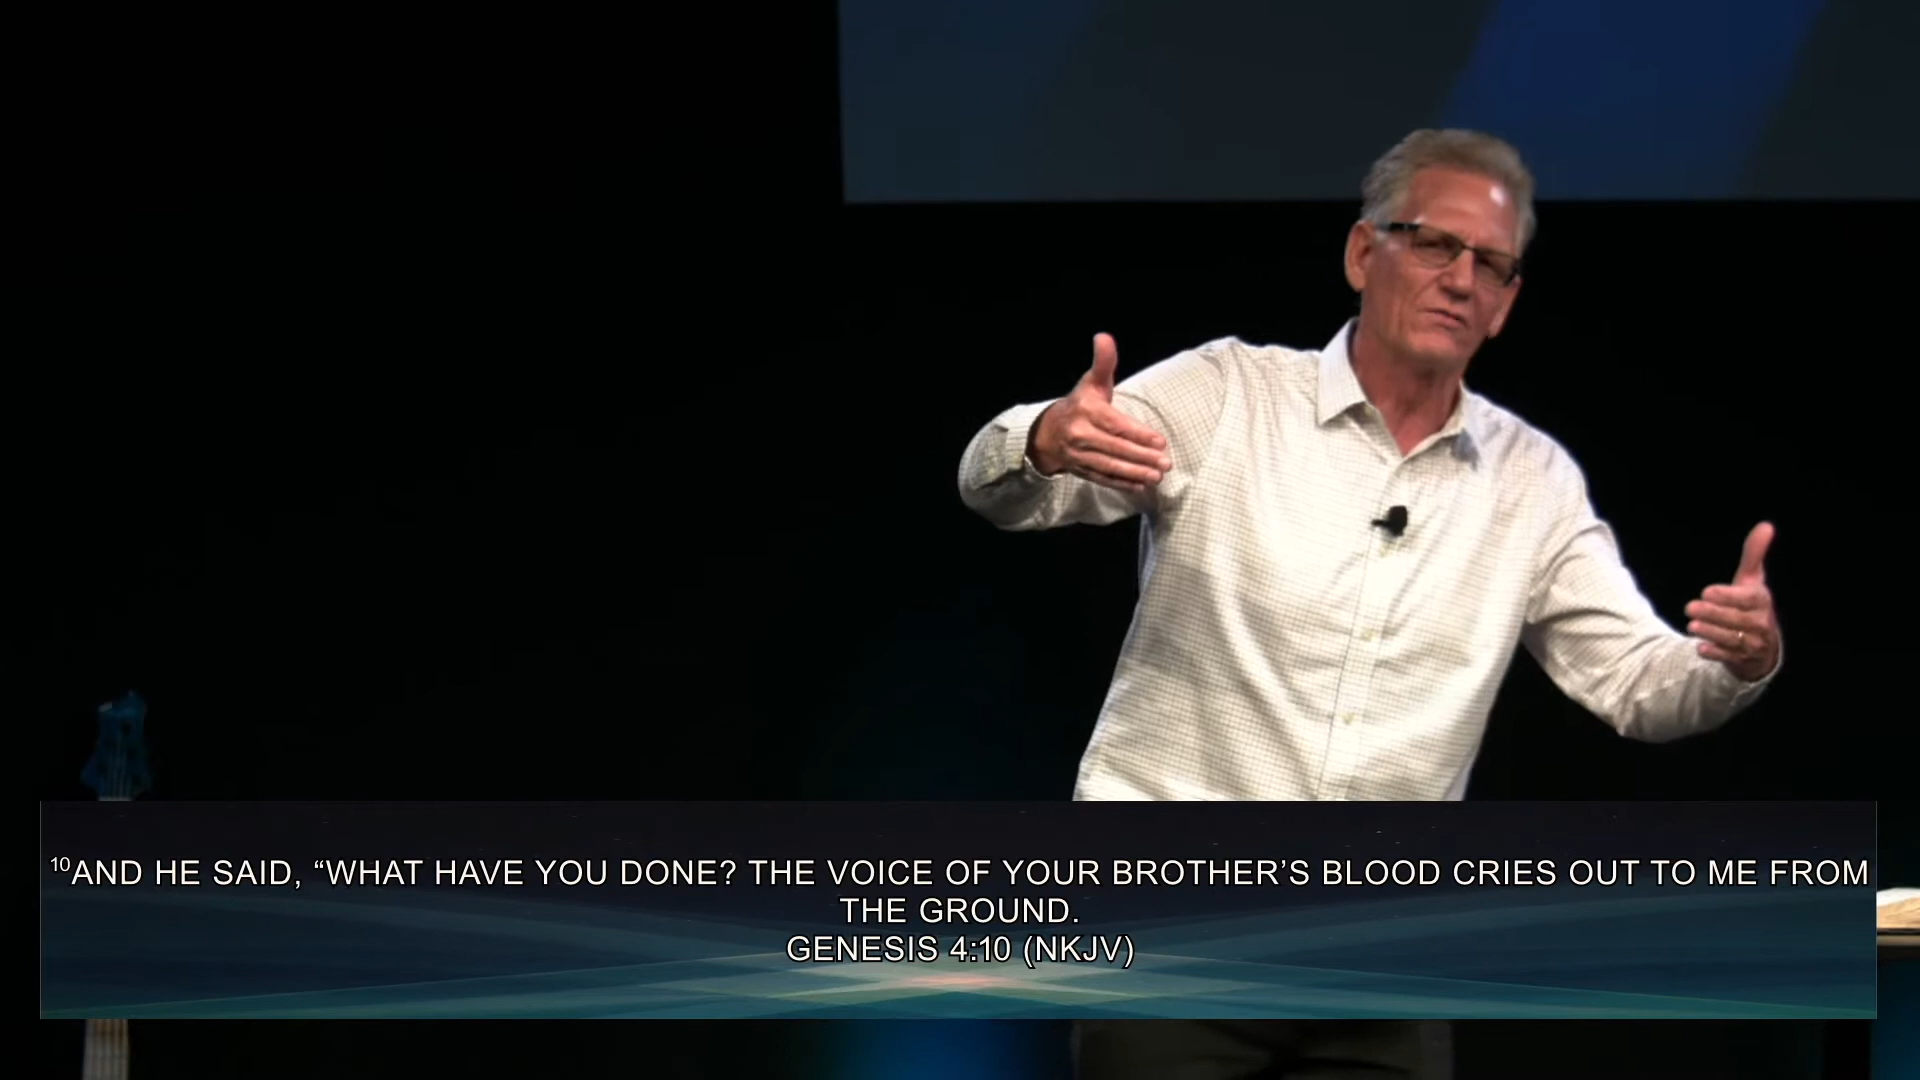 ¹⁰AND HE SAID, “WHAT HAVE YOU DONE? THE VOICE OF YOUR BROTHER’S BLOOD CRIES OUT TO ME FROM
THE GROUND.
GENESIS 4:10 (NKJV)